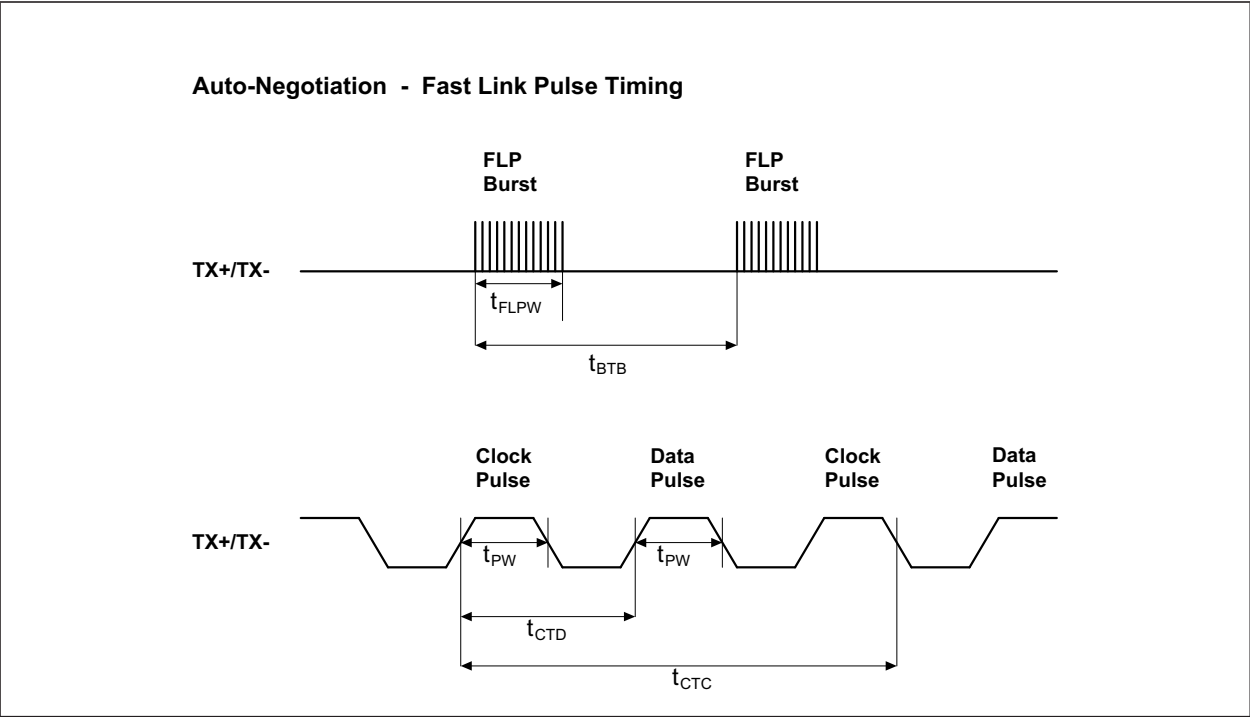 Auto-Negotiation - Fast Link Pulse Timing
FLP
Burst
FLP
Burst
TX+/TX-
tFLPW
tBTB
Clock
Pulse
Data
Pulse
Clock
Pulse
Data
Pulse
TX+/TX-
tPW
tPW
tCTD
tCTC